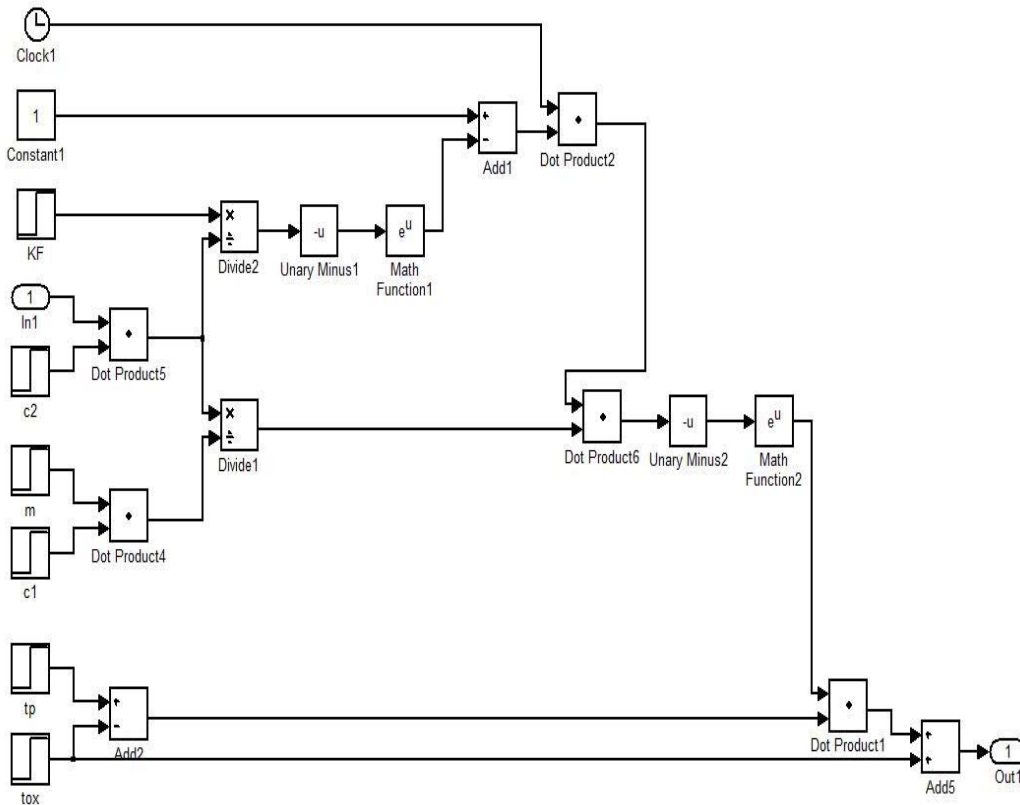 Clock1
1
Constant1
+
-
Add1
Dot Product2
KF
×
÷
Divide2
-u
Unary Minus1
e^u
Math
Function1
1
In1
Dot Product5
c2
×
÷
Divide1
Dot Product6
-u
Unary Minus2
e^u
Math
Function2
m
Dot Product4
c1
tp
+
-
Add2
Dot Product1
tox
+
+
Add5
1
Out1